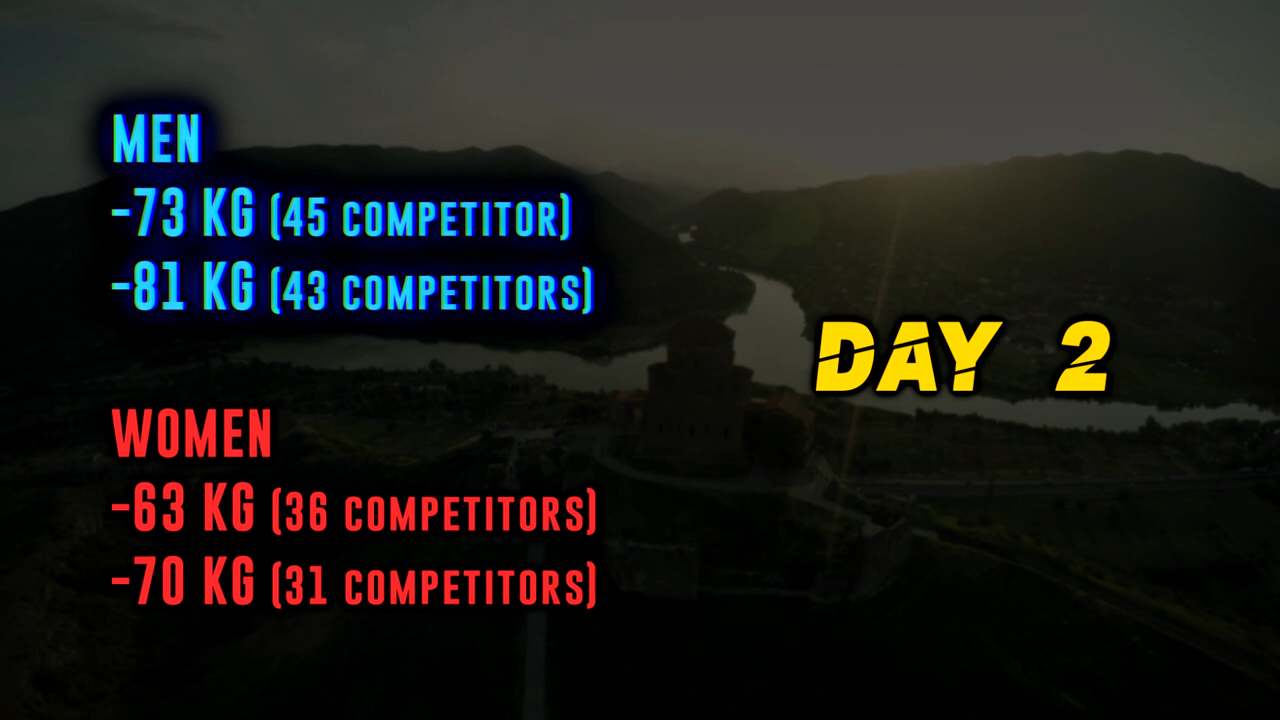 MEN
-73 KG (45 COMPETITOR)
-81 KG (43 COMPETITORS)
DAY 2
WOMEN
-63 KG (36 COMPETITORS)
-70 KG (31 COMPETITORS)